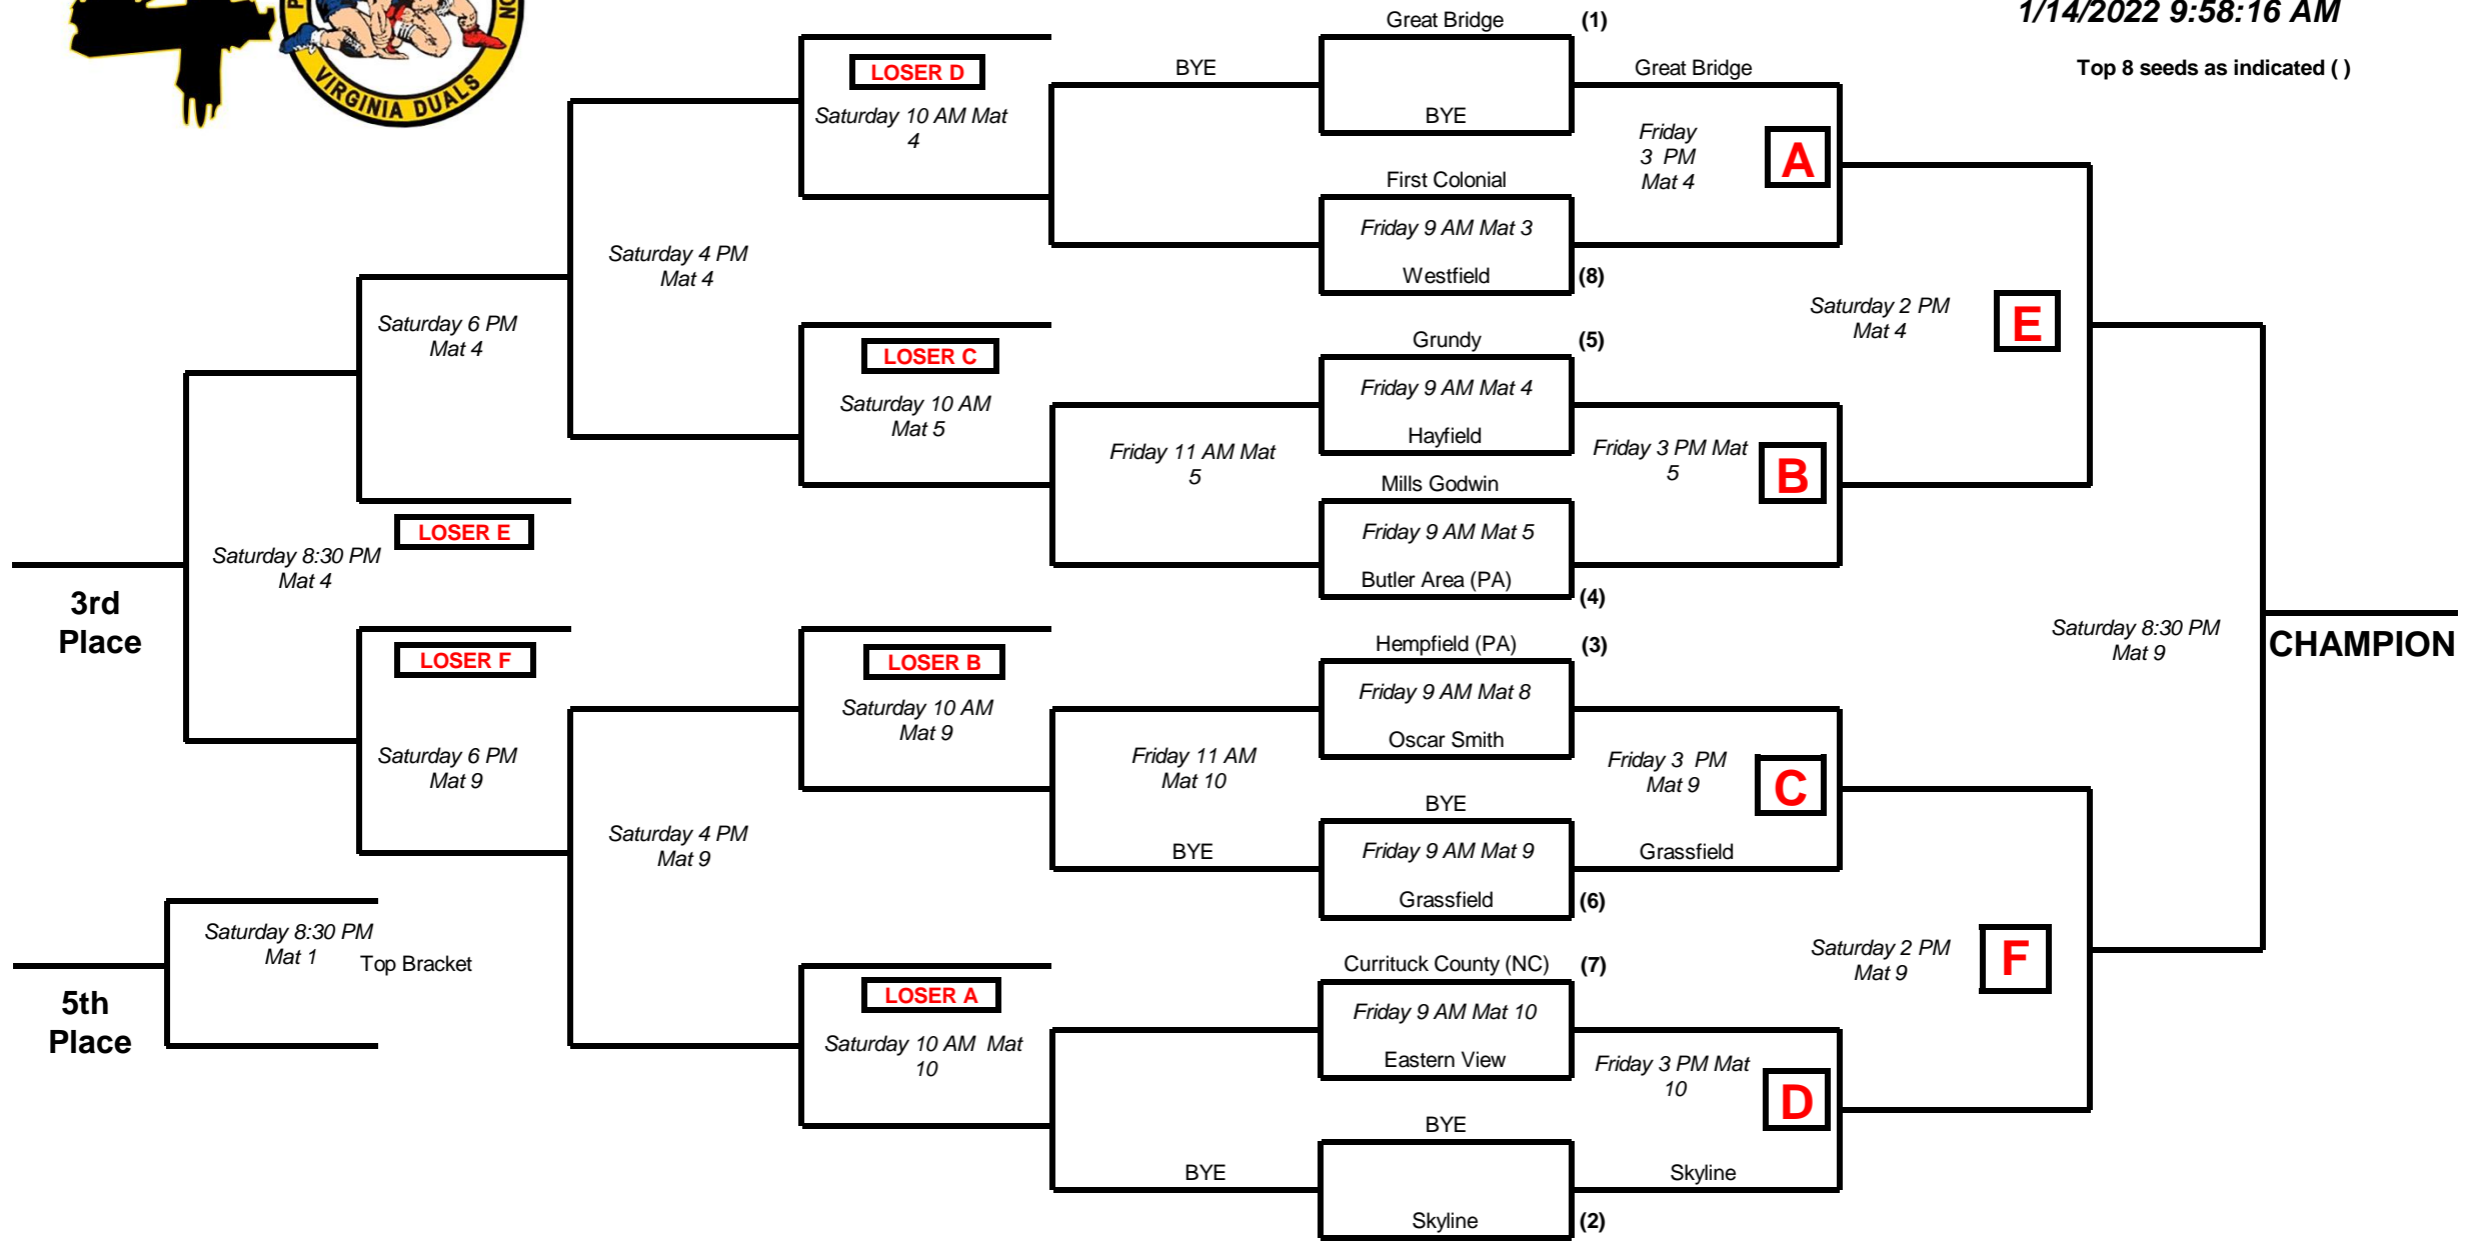 VIRGINIA DUALS
1/14/2022 9:58:16 AM
Top 8 seeds as indicated ( )
Great Bridge (1)
BYE
Great Bridge
LOSER D
Saturday 10 AM Mat
4
BYE
Friday
3 PM
Mat 4
A
First Colonial
Friday 9 AM Mat 3
Westfield (8)
Saturday 4 PM
Mat 4
Saturday 6 PM
Mat 4
Saturday 2 PM
Mat 4
E
LOSER C
Saturday 10 AM
Mat 5
Grundy (5)
Friday 9 AM Mat 4
Hayfield
Friday 11 AM Mat
5
Friday 3 PM Mat
5
B
Mills Godwin
Friday 9 AM Mat 5
Butler Area (PA)
(4)
LOSER E
Saturday 8:30 PM
Mat 4
3rd
Place
LOSER F
LOSER B
Hempfield (PA) (3)
Friday 9 AM Mat 8
Oscar Smith
Saturday 8:30 PM
Mat 9
CHAMPION
Saturday 10 AM
Mat 9
Saturday 6 PM
Mat 9
Friday 11 AM
Mat 10
Friday 3 PM
Mat 9
C
BYE
Saturday 4 PM
Mat 9
BYE
Friday 9 AM Mat 9
Grassfield
Grassfield (6)
Saturday 8:30 PM
Mat 1
Top Bracket
5th
Place
Saturday 2 PM
Mat 9
F
Currituck County (NC) (7)
LOSER A
Friday 9 AM Mat 10
Saturday 10 AM Mat
10
Eastern View
Friday 3 PM Mat
10
D
BYE
BYE
Skyline
Skyline (2)